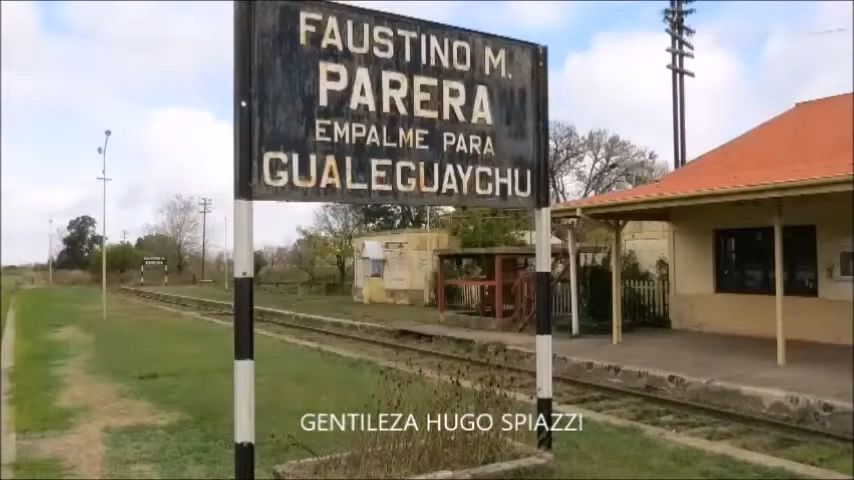 FAUSTINO M.
PARERA
EMPALME PARA
GUALEGUAYCHU
GENTILEZA HUGO SPIAZZI